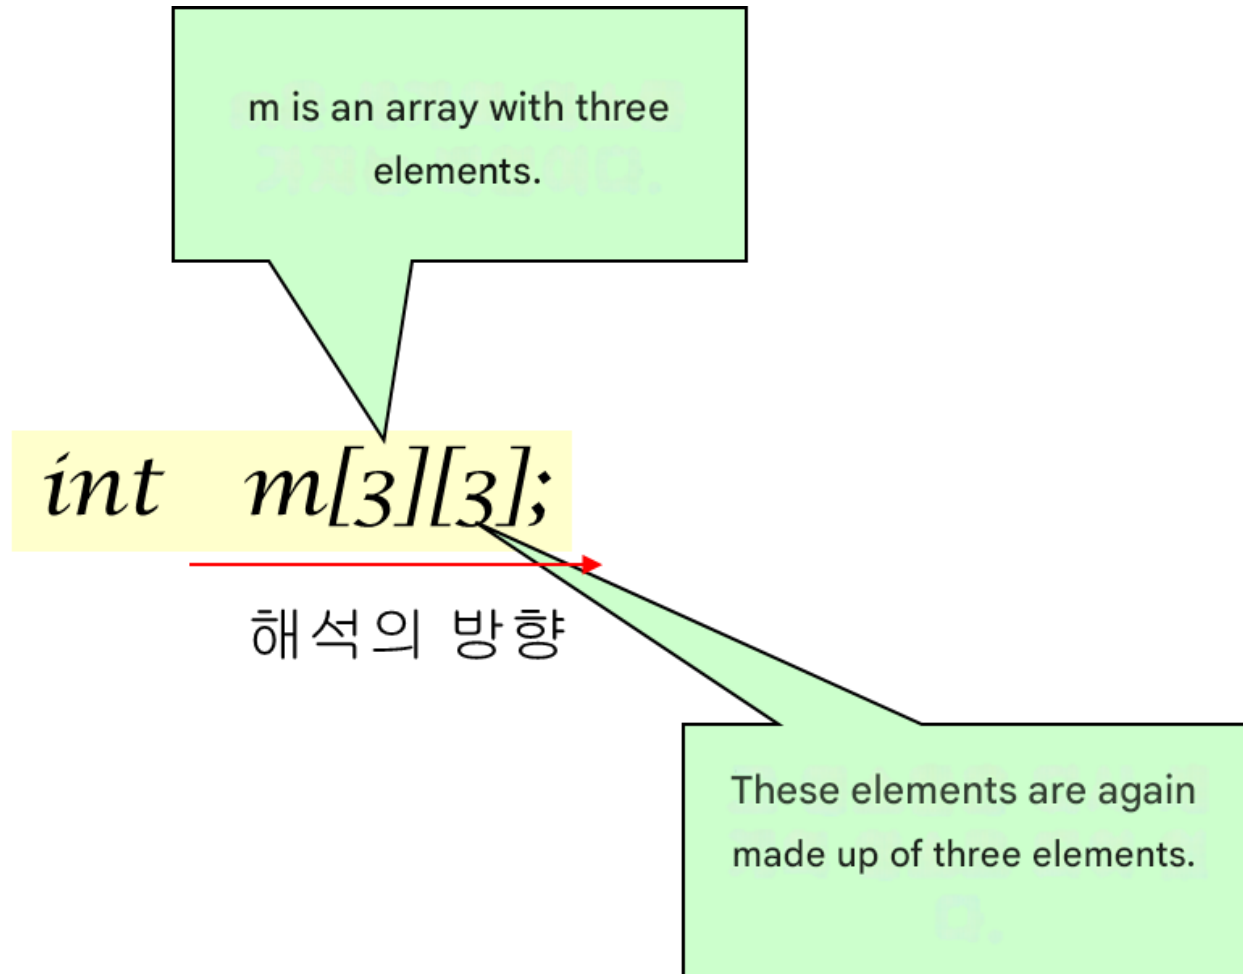 m is an array with three
elements.
int m[3][3];
해석의 방향
These elements are again
made up of three elements.